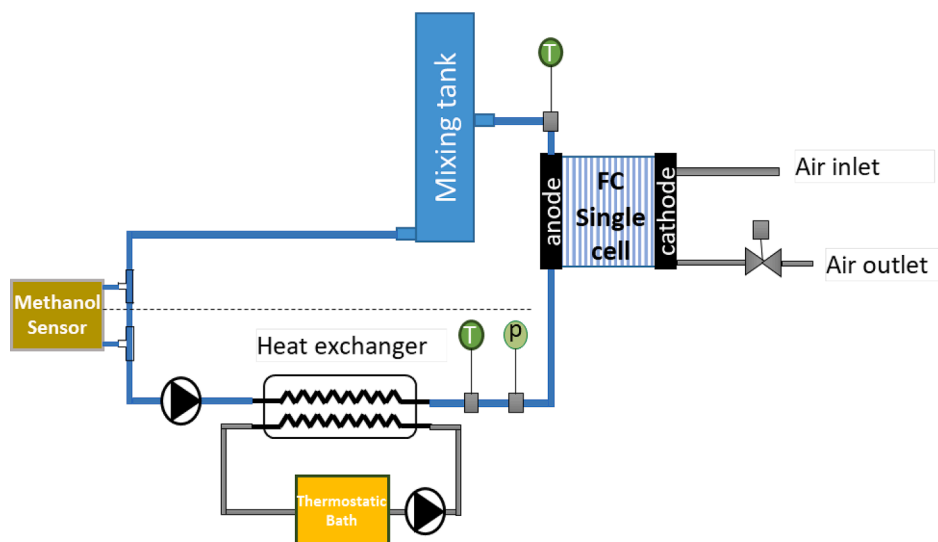 T
Mixing tank
anode
FC
Single
cell
cathode
Air inlet
Air outlet
Methanol
Sensor
Heat exchanger
T
p
Thermostatic
Bath